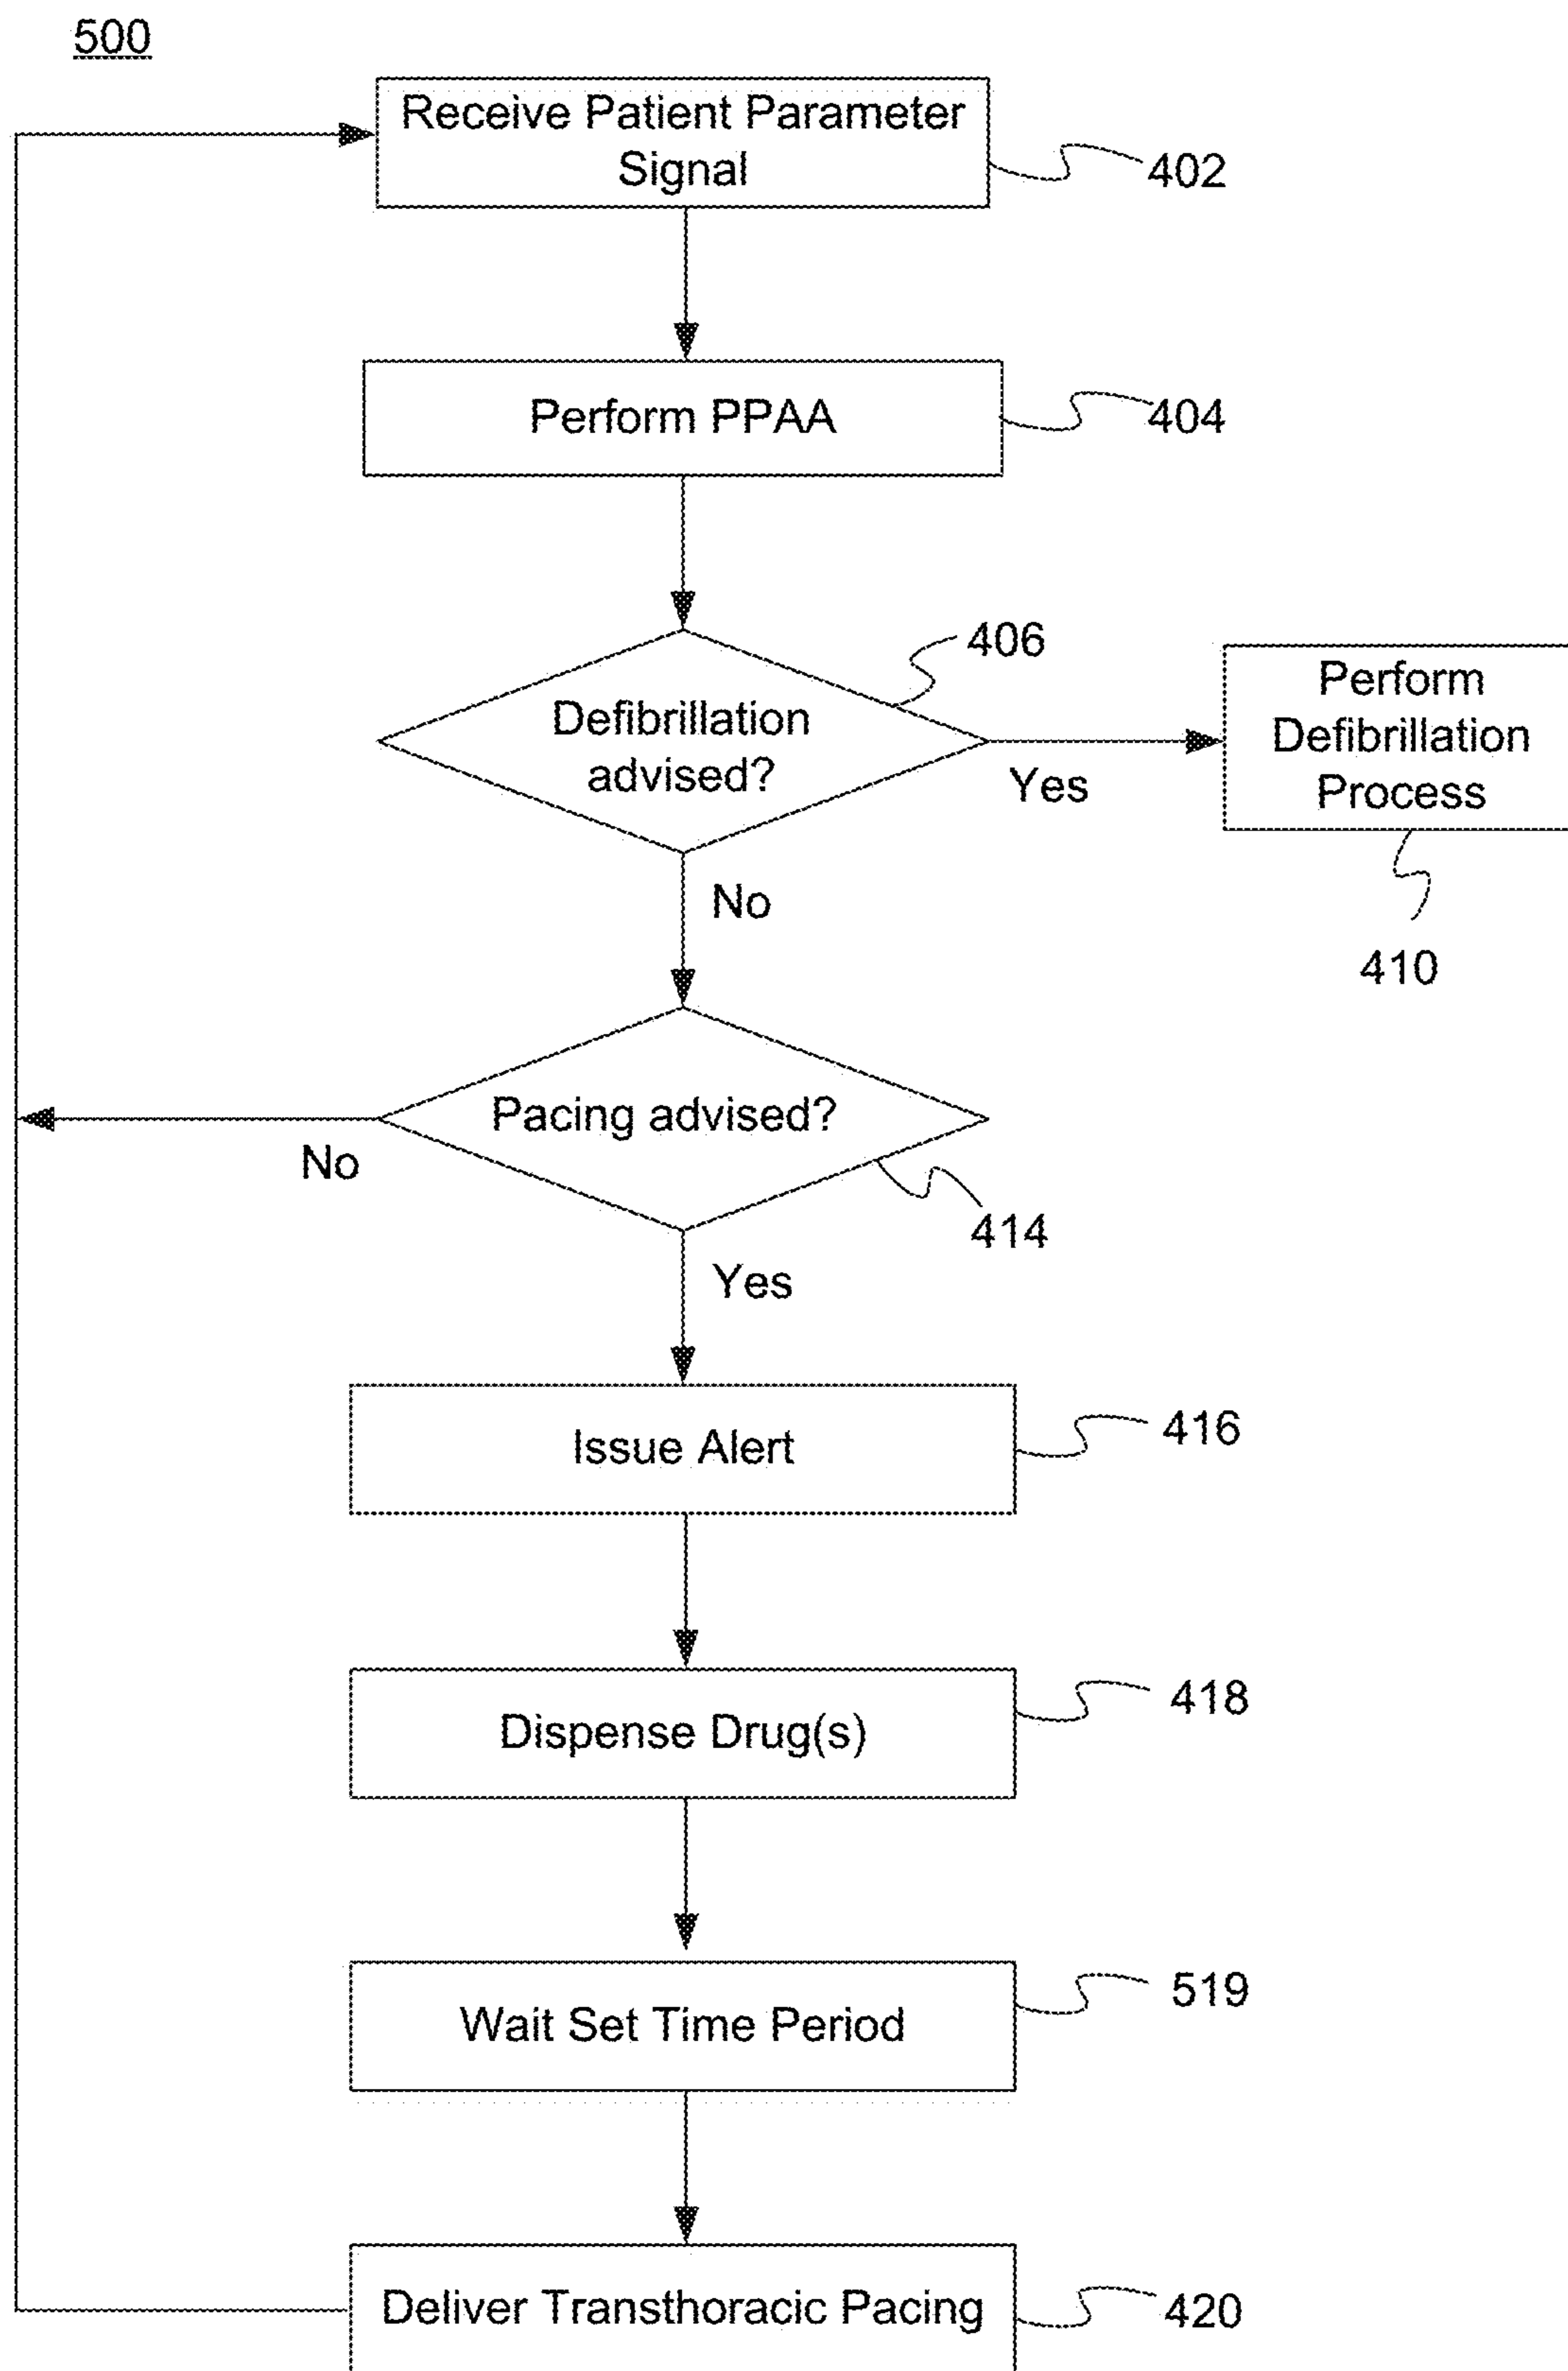 500
Receive Patient Parameter
Signal
402
Perform PPAA
404
406
Defibrillation
advised?
Yes
Perform
Defibrillation
Process
410
No
Pacing advised?
No
414
Yes
Issue Alert
416
Dispense Drug(s)
418
Wait Set Time Period
519
Deliver Transthoracic Pacing
420